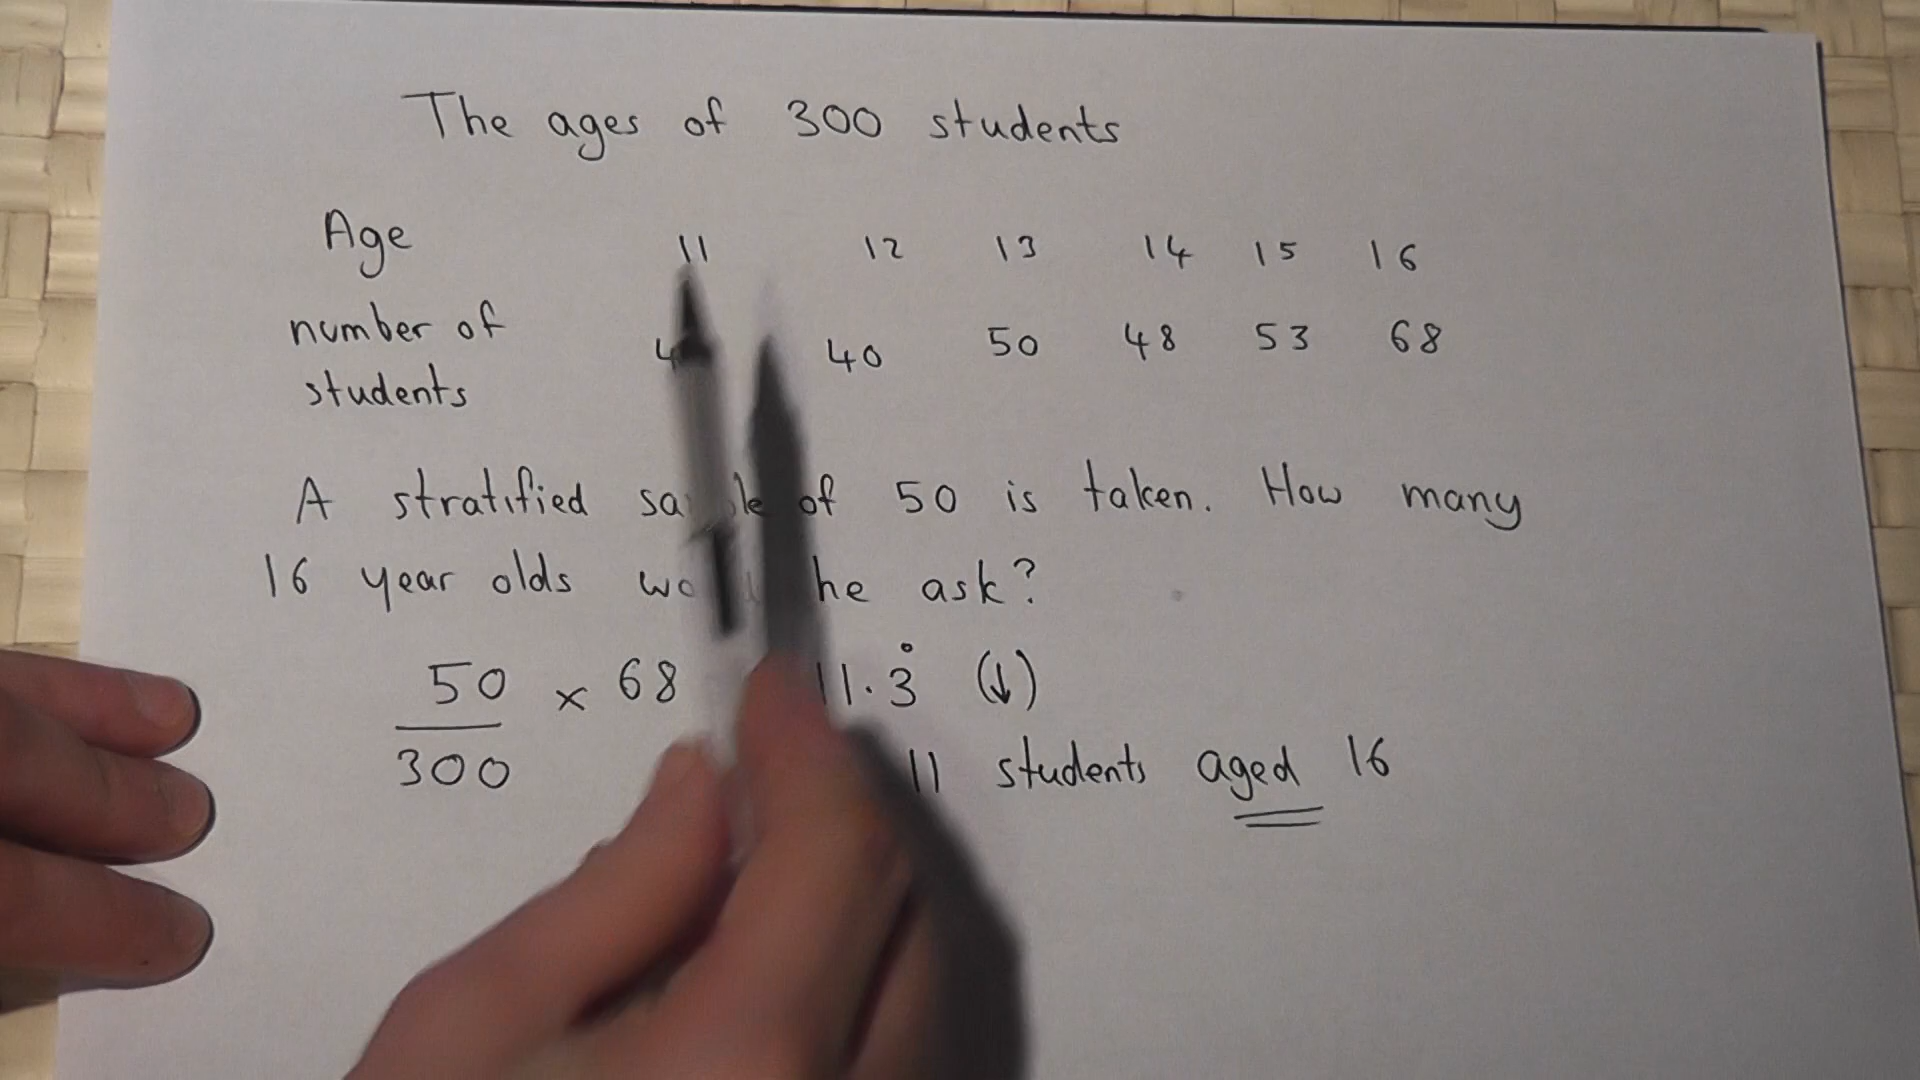 The ages of 300 students
Age 11 12 13 14 15 16
number of students 40 50 48 53 68
A stratified of 50 is taken. How many
16 year olds he ask?
50/300 × 68 11.3̇ (↓)
11 students aged 16